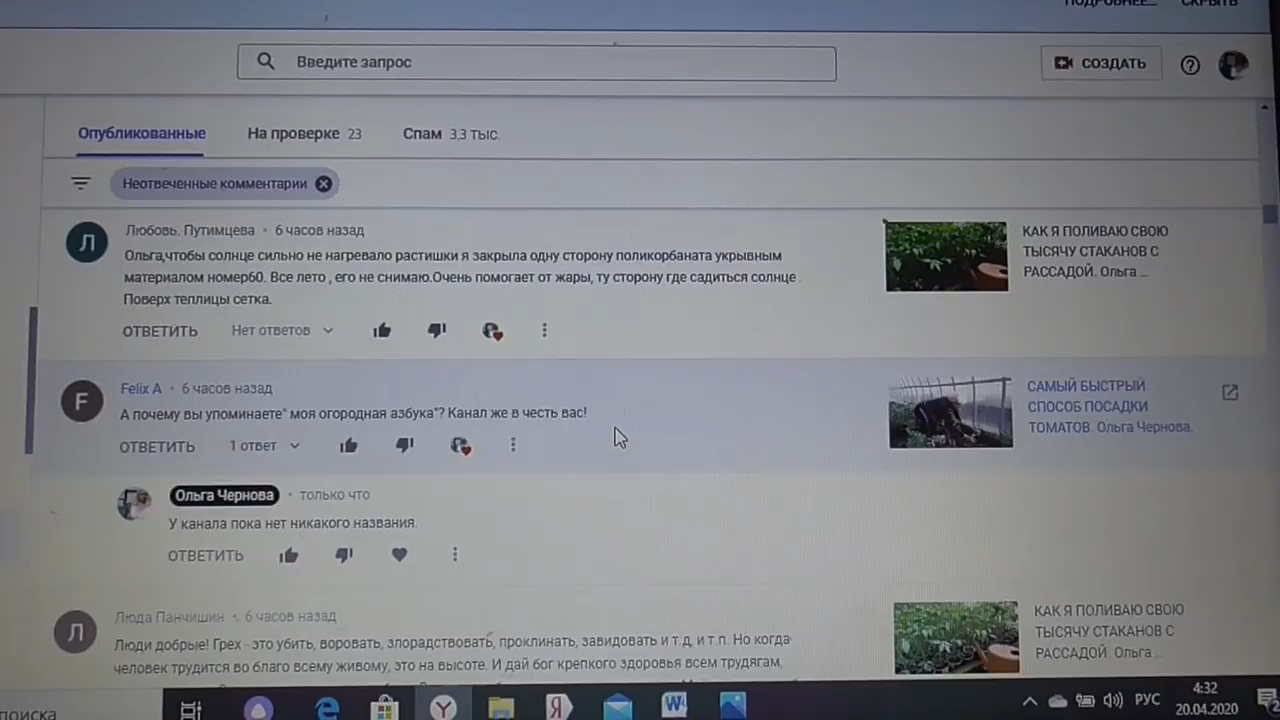 СКРЫТЬ
Введите запрос
СОЗДАТЬ
Опубликованные
На проверке 23
Спам 3,3 тыс.
Неотвеченные комментарии
Л
Любовь. Путимцева • 6 часов назад
Ольга,чтобы солнце сильно не нагревало растишки я закрыла одну сторону поликорбаната укрывным
материалом номер60. Все лето , его не снимаю.Очень помогает от жары, ту сторону где садиться солнце .
Поверх теплицы сетка.
ОТВЕТИТЬ
Нет ответов
КАК Я ПОЛИВАЮ СВОЮ
ТЫСЯЧУ СТАКАНОВ С
РАССАДОЙ. Ольга ...
F
Felix A • 6 часов назад
А почему вы упоминаете" моя огородная азбука"? Канал же в честь вас!
ОТВЕТИТЬ
1 ответ
САМЫЙ БЫСТРЫЙ
СПОСОБ ПОСАДКИ
ТОМАТОВ. Ольга Чернова.
Ольга Чернова • только что
У канала пока нет никакого названия.
ОТВЕТИТЬ
Л
Люда Панчишин • 6 часов назад
Люди добрые! Грех - это убить, воровать, злорадствовать, проклинать, завидовать и т.д, и т.п. Но когда
человек трудится во благо всему живому, это на высоте. И дай бог крепкого здоровья всем трудягам,
КАК Я ПОЛИВАЮ СВОЮ
ТЫСЯЧУ СТАКАНОВ С
РАССАДОЙ. Ольга ...
поиска
РУС
4:32
20.04.2020